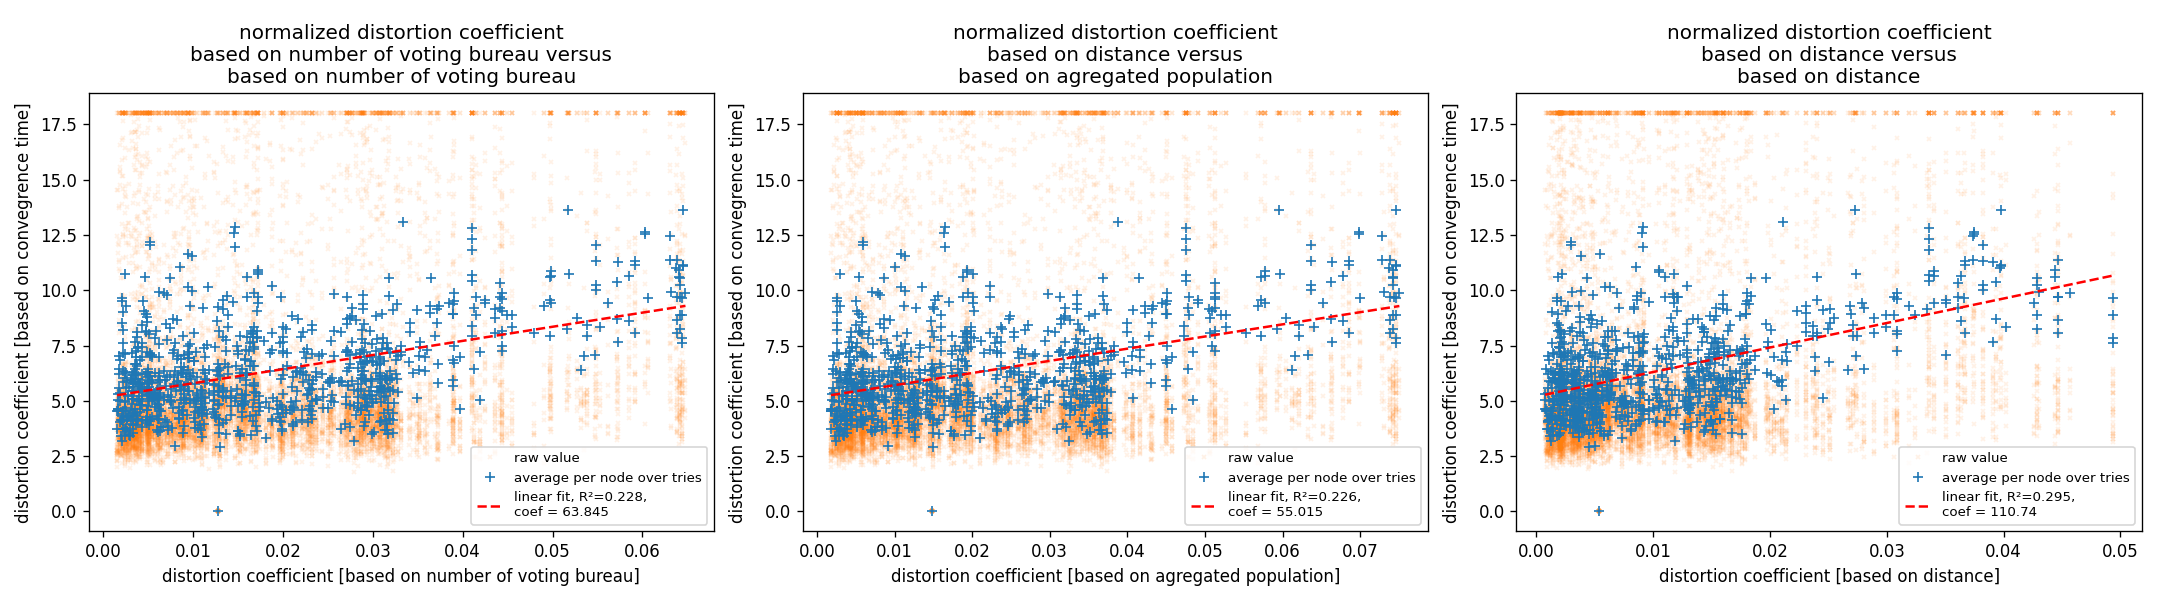 normalized distortion coefficient
based on number of voting bureau versus
based on number of voting bureau
distortion coefficient [based on convegrence time]
17.5
15.0
12.5
10.0
7.5
5.0
2.5
0.0
raw value
average per node over tries
linear fit, R²=0.228,
coef = 63.845
0.00 0.01 0.02 0.03 0.04 0.05 0.06
distortion coefficient [based on number of voting bureau]
normalized distortion coefficient
based on distance versus
based on agregated population
distortion coefficient [based on convegrence time]
17.5
15.0
12.5
10.0
7.5
5.0
2.5
0.0
raw value
average per node over tries
linear fit, R²=0.226,
coef = 55.015
0.00 0.01 0.02 0.03 0.04 0.05 0.06 0.07
distortion coefficient [based on agregated population]
normalized distortion coefficient
based on distance versus
based on distance
distortion coefficient [based on convegrence time]
17.5
15.0
12.5
10.0
7.5
5.0
2.5
0.0
raw value
average per node over tries
linear fit, R²=0.295,
coef = 110.74
0.00 0.01 0.02 0.03 0.04 0.05
distortion coefficient [based on distance]